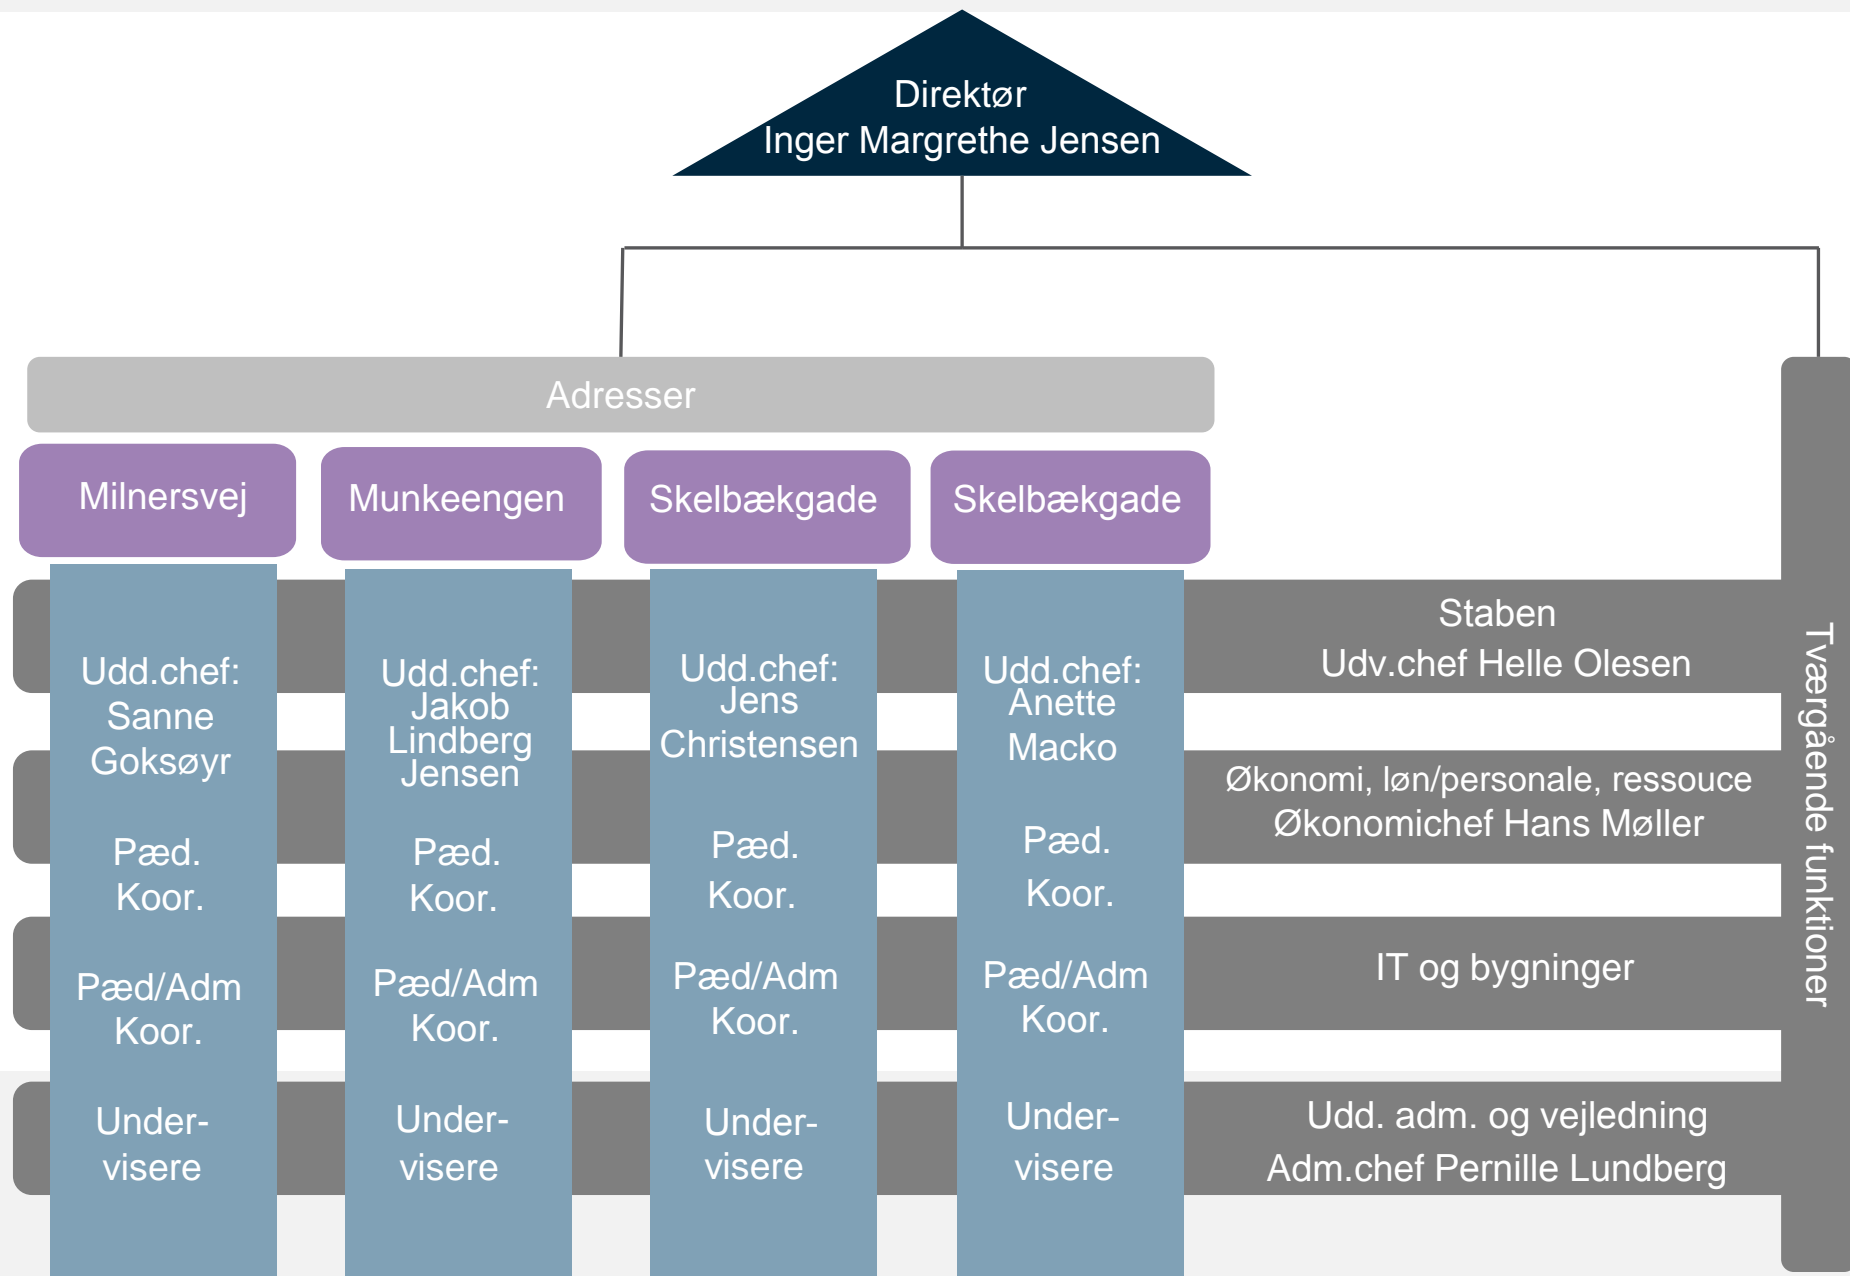 Direktør
Inger Margrethe Jensen
Adresser
Milnersvej
Munkeengen
Skelbækgade
Skelbækgade
Udd.chef:
Sanne
Goksøyr
Pæd.
Koor.
Pæd/Adm
Koor.
Under-
visere
Udd.chef:
Jakob
Lindberg
Jensen
Pæd.
Koor.
Pæd/Adm
Koor.
Under-
visere
Udd.chef:
Jens
Christensen
Pæd.
Koor.
Pæd/Adm
Koor.
Under-
visere
Udd.chef:
Anette
Macko
Pæd.
Koor.
Pæd/Adm
Koor.
Under-
visere
Staben
Udv.chef Helle Olesen
Økonomi, løn/personale, ressouce
Økonomichef Hans Møller
IT og bygninger
Udd. adm. og vejledning
Adm.chef Pernille Lundberg
Tværgående funktioner